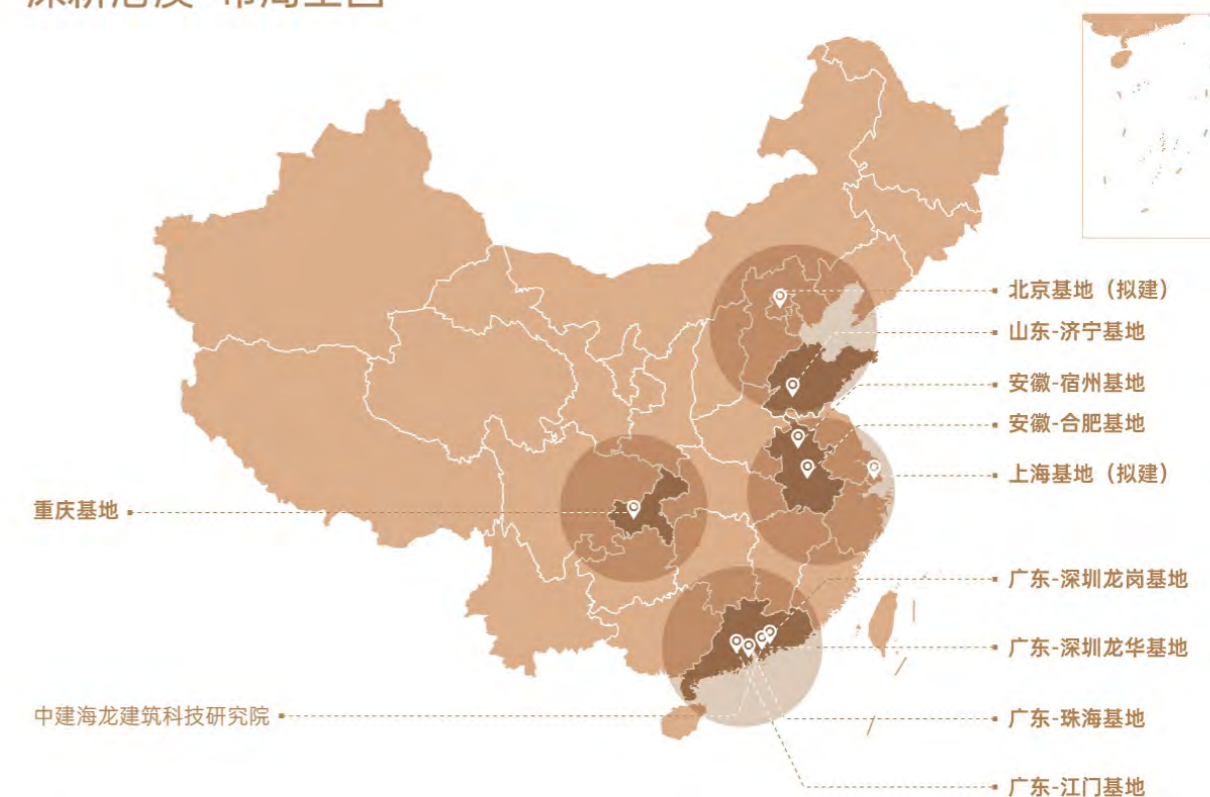 北京基地（拟建）
山东-济宁基地
安徽-宿州基地
安徽-合肥基地
上海基地（拟建）
重庆基地
广东-深圳龙岗基地
广东-深圳龙华基地
中建海龙建筑科技研究院
广东-珠海基地
广东-江门基地